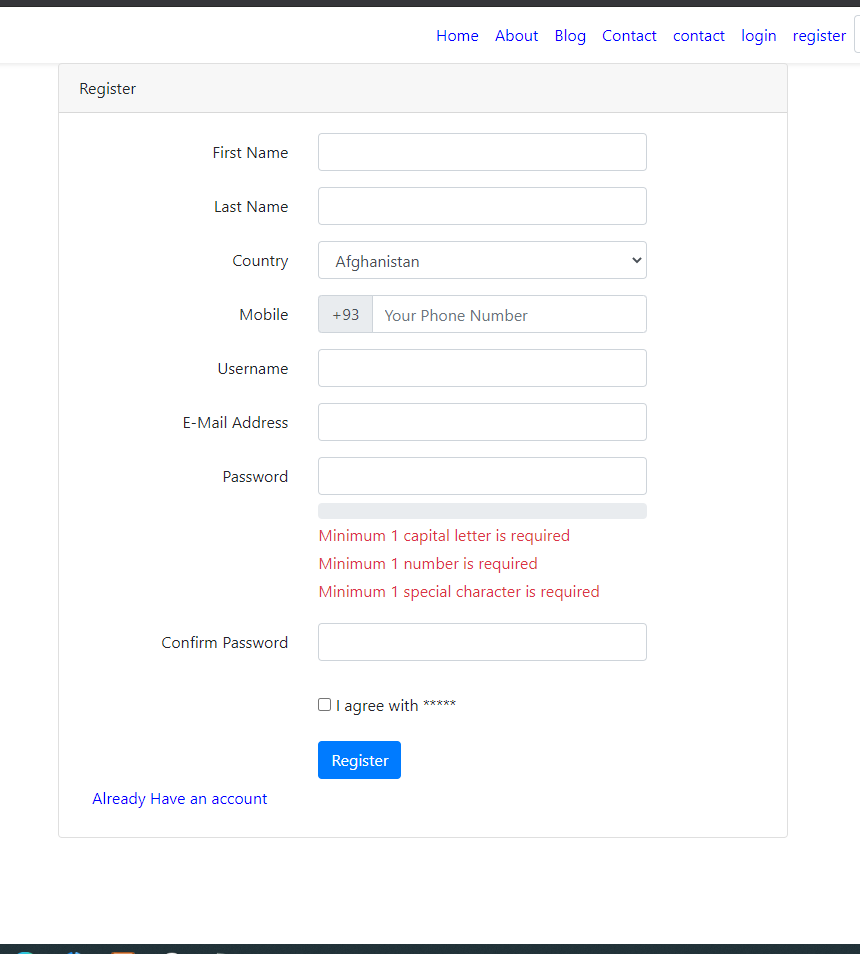 Home About Blog Contact contact login register
Register
First Name
Last Name
Country Afghanistan
Mobile +93 Your Phone Number
Username
E-Mail Address
Password
Minimum 1 capital letter is required
Minimum 1 number is required
Minimum 1 special character is required
Confirm Password
I agree with *****
Register
Already Have an account